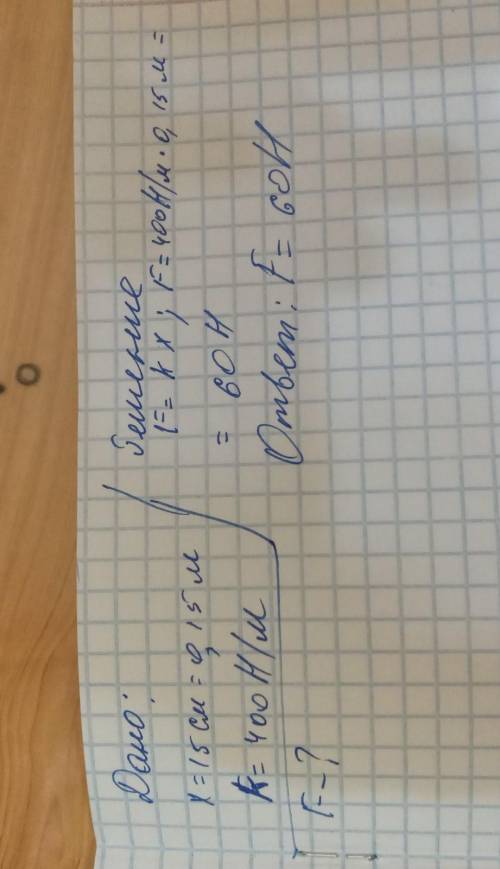 Дано:
x = 15 см = 0,15 м
k = 400 Н/м
F - ?
Решение
F = k x ; F = 400 Н/м · 0,15 м =
= 60 Н
Ответ: F = 60 Н